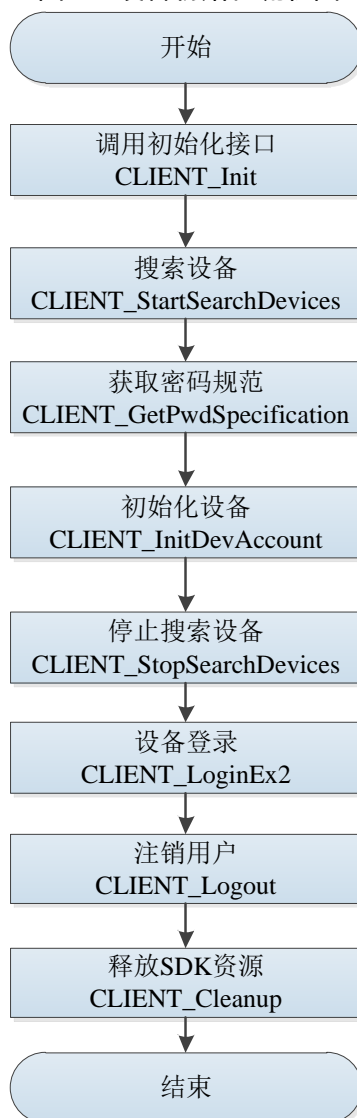 开始
调用初始化接口
CLIENT_Init
搜索设备
CLIENT_StartSearchDevices
获取密码规范
CLIENT_GetPwdSpecification
初始化设备
CLIENT_InitDevAccount
停止搜索设备
CLIENT_StopSearchDevices
设备登录
CLIENT_LoginEx2
注销用户
CLIENT_Logout
释放SDK资源
CLIENT_Cleanup
结束